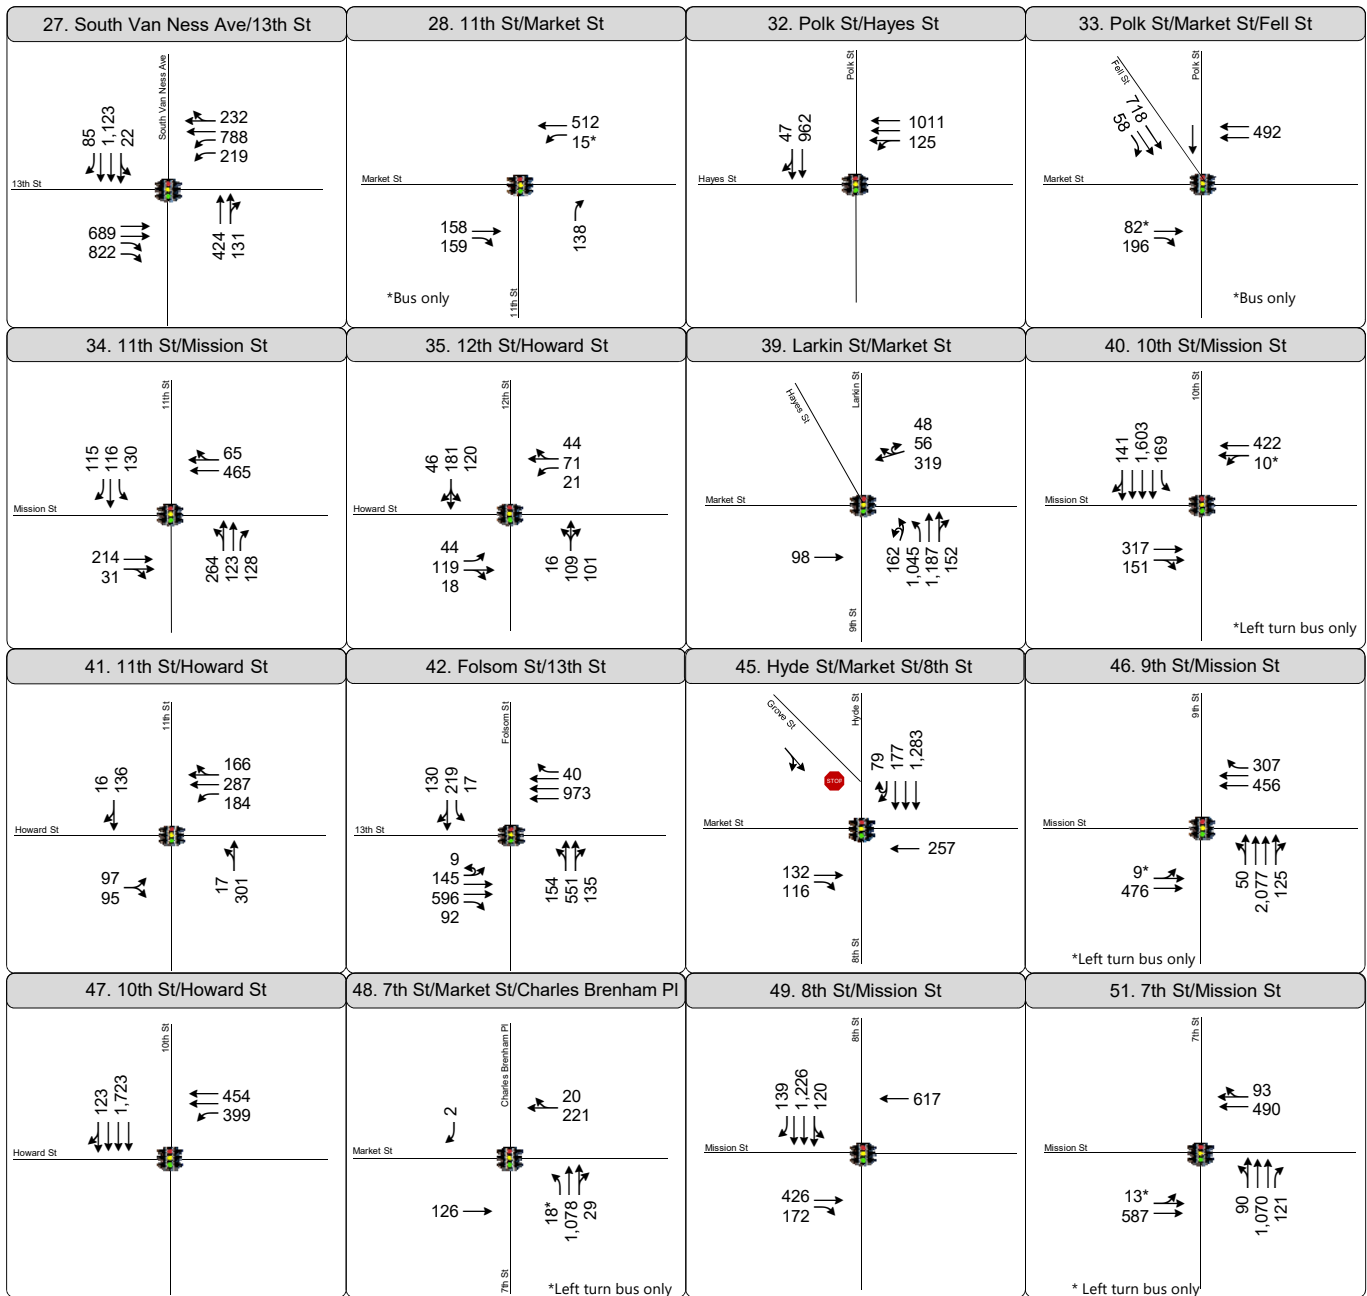 27. South Van Ness Ave/13th St
South Van Ness Ave
85
1,123
22
232
788
219
13th St
689
822
424
131
28. 11th St/Market St
512
15*
Market St
158
159
138
*Bus only
11th St
32. Polk St/Hayes St
Polk St
47
962
1011
125
Hayes St
33. Polk St/Market St/Fell St
Fell St
Polk St
718
58
492
Market St
82*
196
*Bus only
34. 11th St/Mission St
11th St
115
116
130
65
465
Mission St
214
31
264
123
128
35. 12th St/Howard St
12th St
46
181
120
44
71
21
Howard St
44
119
18
16
109
101
39. Larkin St/Market St
Hayes St
Larkin St
48
56
319
Market St
98
162
1,045
1,187
152
9th St
40. 10th St/Mission St
10th St
141
1,603
169
422
10*
Mission St
317
151
*Left turn bus only
41. 11th St/Howard St
11th St
16
136
166
287
184
Howard St
97
95
17
301
42. Folsom St/13th St
Folsom St
130
219
17
40
973
13th St
9
145
596
92
154
551
135
45. Hyde St/Market St/8th St
Grove St
Hyde St
STOP
79
177
1,283
Market St
257
132
116
8th St
46. 9th St/Mission St
9th St
307
456
Mission St
9*
476
50
2,077
125
*Left turn bus only
47. 10th St/Howard St
10th St
123
1,723
454
399
Howard St
48. 7th St/Market St/Charles Brenham Pl
Charles Brenham Pl
2
20
221
Market St
126
18*
1,078
29
7th St
*Left turn bus only
49. 8th St/Mission St
8th St
139
1,226
120
617
Mission St
426
172
51. 7th St/Mission St
7th St
93
490
Mission St
13*
587
90
1,070
121
* Left turn bus only